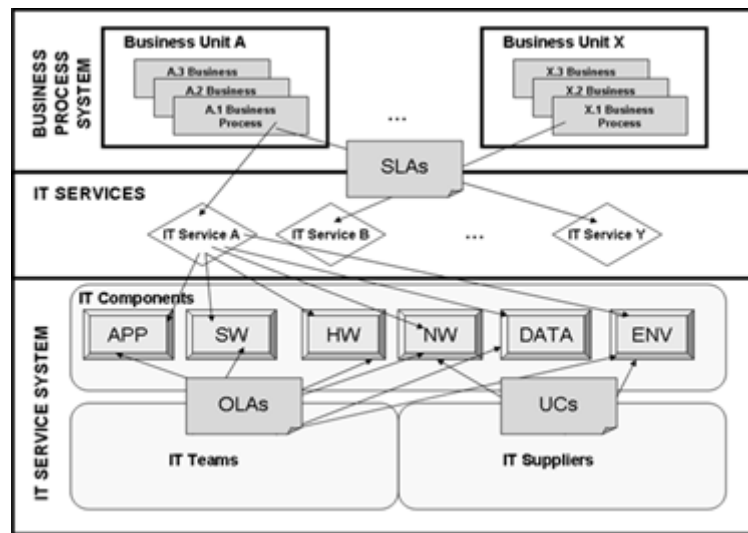 BUSINESS
PROCESS
SYSTEM
Business Unit A
A.3 Business
A.2 Business
A.1 Business
Process
...
Business Unit X
X.3 Business
X.2 Business
X.1 Business
Process
SLAs
IT SERVICES
IT Service A
IT Service B
...
IT Service Y
IT SERVICE SYSTEM
IT Components
APP
SW
HW
NW
DATA
ENV
OLAs
UCs
IT Teams
IT Suppliers